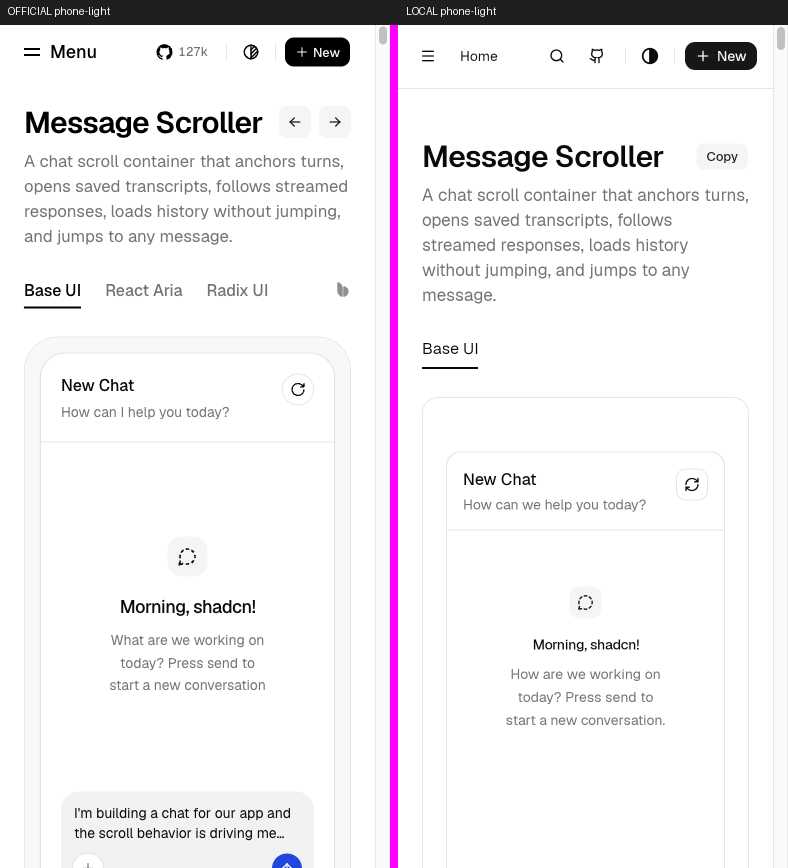 OFFICIAL phone-light
Menu
127k
New
Message Scroller
A chat scroll container that anchors turns,
opens saved transcripts, follows streamed
responses, loads history without jumping,
and jumps to any message.
Base UI
React Aria
Radix UI
New Chat
How can I help you today?
Morning, shadcn!
What are we working on
today? Press send to
start a new conversation
I'm building a chat for our app and
the scroll behavior is driving me...
LOCAL phone-light
Home
New
Message Scroller
Copy
A chat scroll container that anchors turns,
opens saved transcripts, follows
streamed responses, loads history
without jumping, and jumps to any
message.
Base UI
New Chat
How can we help you today?
Morning, shadcn!
How are we working on
today? Press send to
start a new conversation.